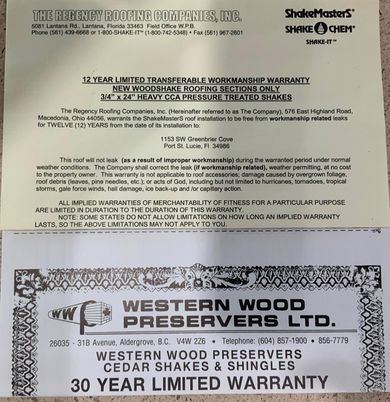 THE REGENCY ROOFING COMPANIES, INC.
5081 Lantana Rd., Lantana, Florida 33463 Field Office W.P.B.
Phone (561) 439-6668 or 1-800-SHAKE-IT™ (1-800-742-5348) • Fax (561) 967-2601
ShakeMasterS®
SHAKE CHEM®
SHAKE-IT™
12 YEAR LIMITED TRANSFERABLE WORKMANSHIP WARRANTY
NEW WOODSHAKE ROOFING SECTIONS ONLY
3/4" x 24" HEAVY CCA PRESSURE TREATED SHAKES
The Regency Roofing Companies, Inc. (Hereinafter referred to as The Company), 576 East Highland Road,
Macedonia, Ohio 44056, warrants the ShakeMasterS roof installation to be free from workmanship related leaks
for TWELVE (12) YEARS from the date of its installation to:
1153 SW Greenbrier Cove
Port St. Lucie, FL 34986
This roof will not leak (as a result of improper workmanship) during the warranted period under normal
weather conditions. The Company shall correct the leak (if workmanship related), weather permitting, at no cost
to the property owner. This warranty is not applicable to roof accessories; damage caused by overgrown foliage,
roof debris (leaves, pine needles, etc.); or acts of God, including but not limited to hurricanes, tornadoes, tropical
storms, gale force winds, hail damage, ice back-up and /or capillary action.
ALL IMPLIED WARRANTIES OF MERCHANTABILITY OF FITNESS FOR A PARTICULAR PURPOSE
ARE LIMITED IN DURATION TO THE DURATION OF THIS WARRANTY.
NOTE: SOME STATES DO NOT ALLOW LIMITATIONS ON HOW LONG AN IMPLIED WARRANTY
LASTS, SO THE ABOVE LIMITATIONS MAY NOT APPLY TO YOU.
WW P
WESTERN WOOD
PRESERVERS LTD.
26035 - 31B Avenue, Aldergrove, B.C. V4W 2Z6 • Telephone: (604) 857-1900 • 856-7779
WESTERN WOOD PRESERVERS
CEDAR SHAKES & SHINGLES
30 YEAR LIMITED WARRANTY